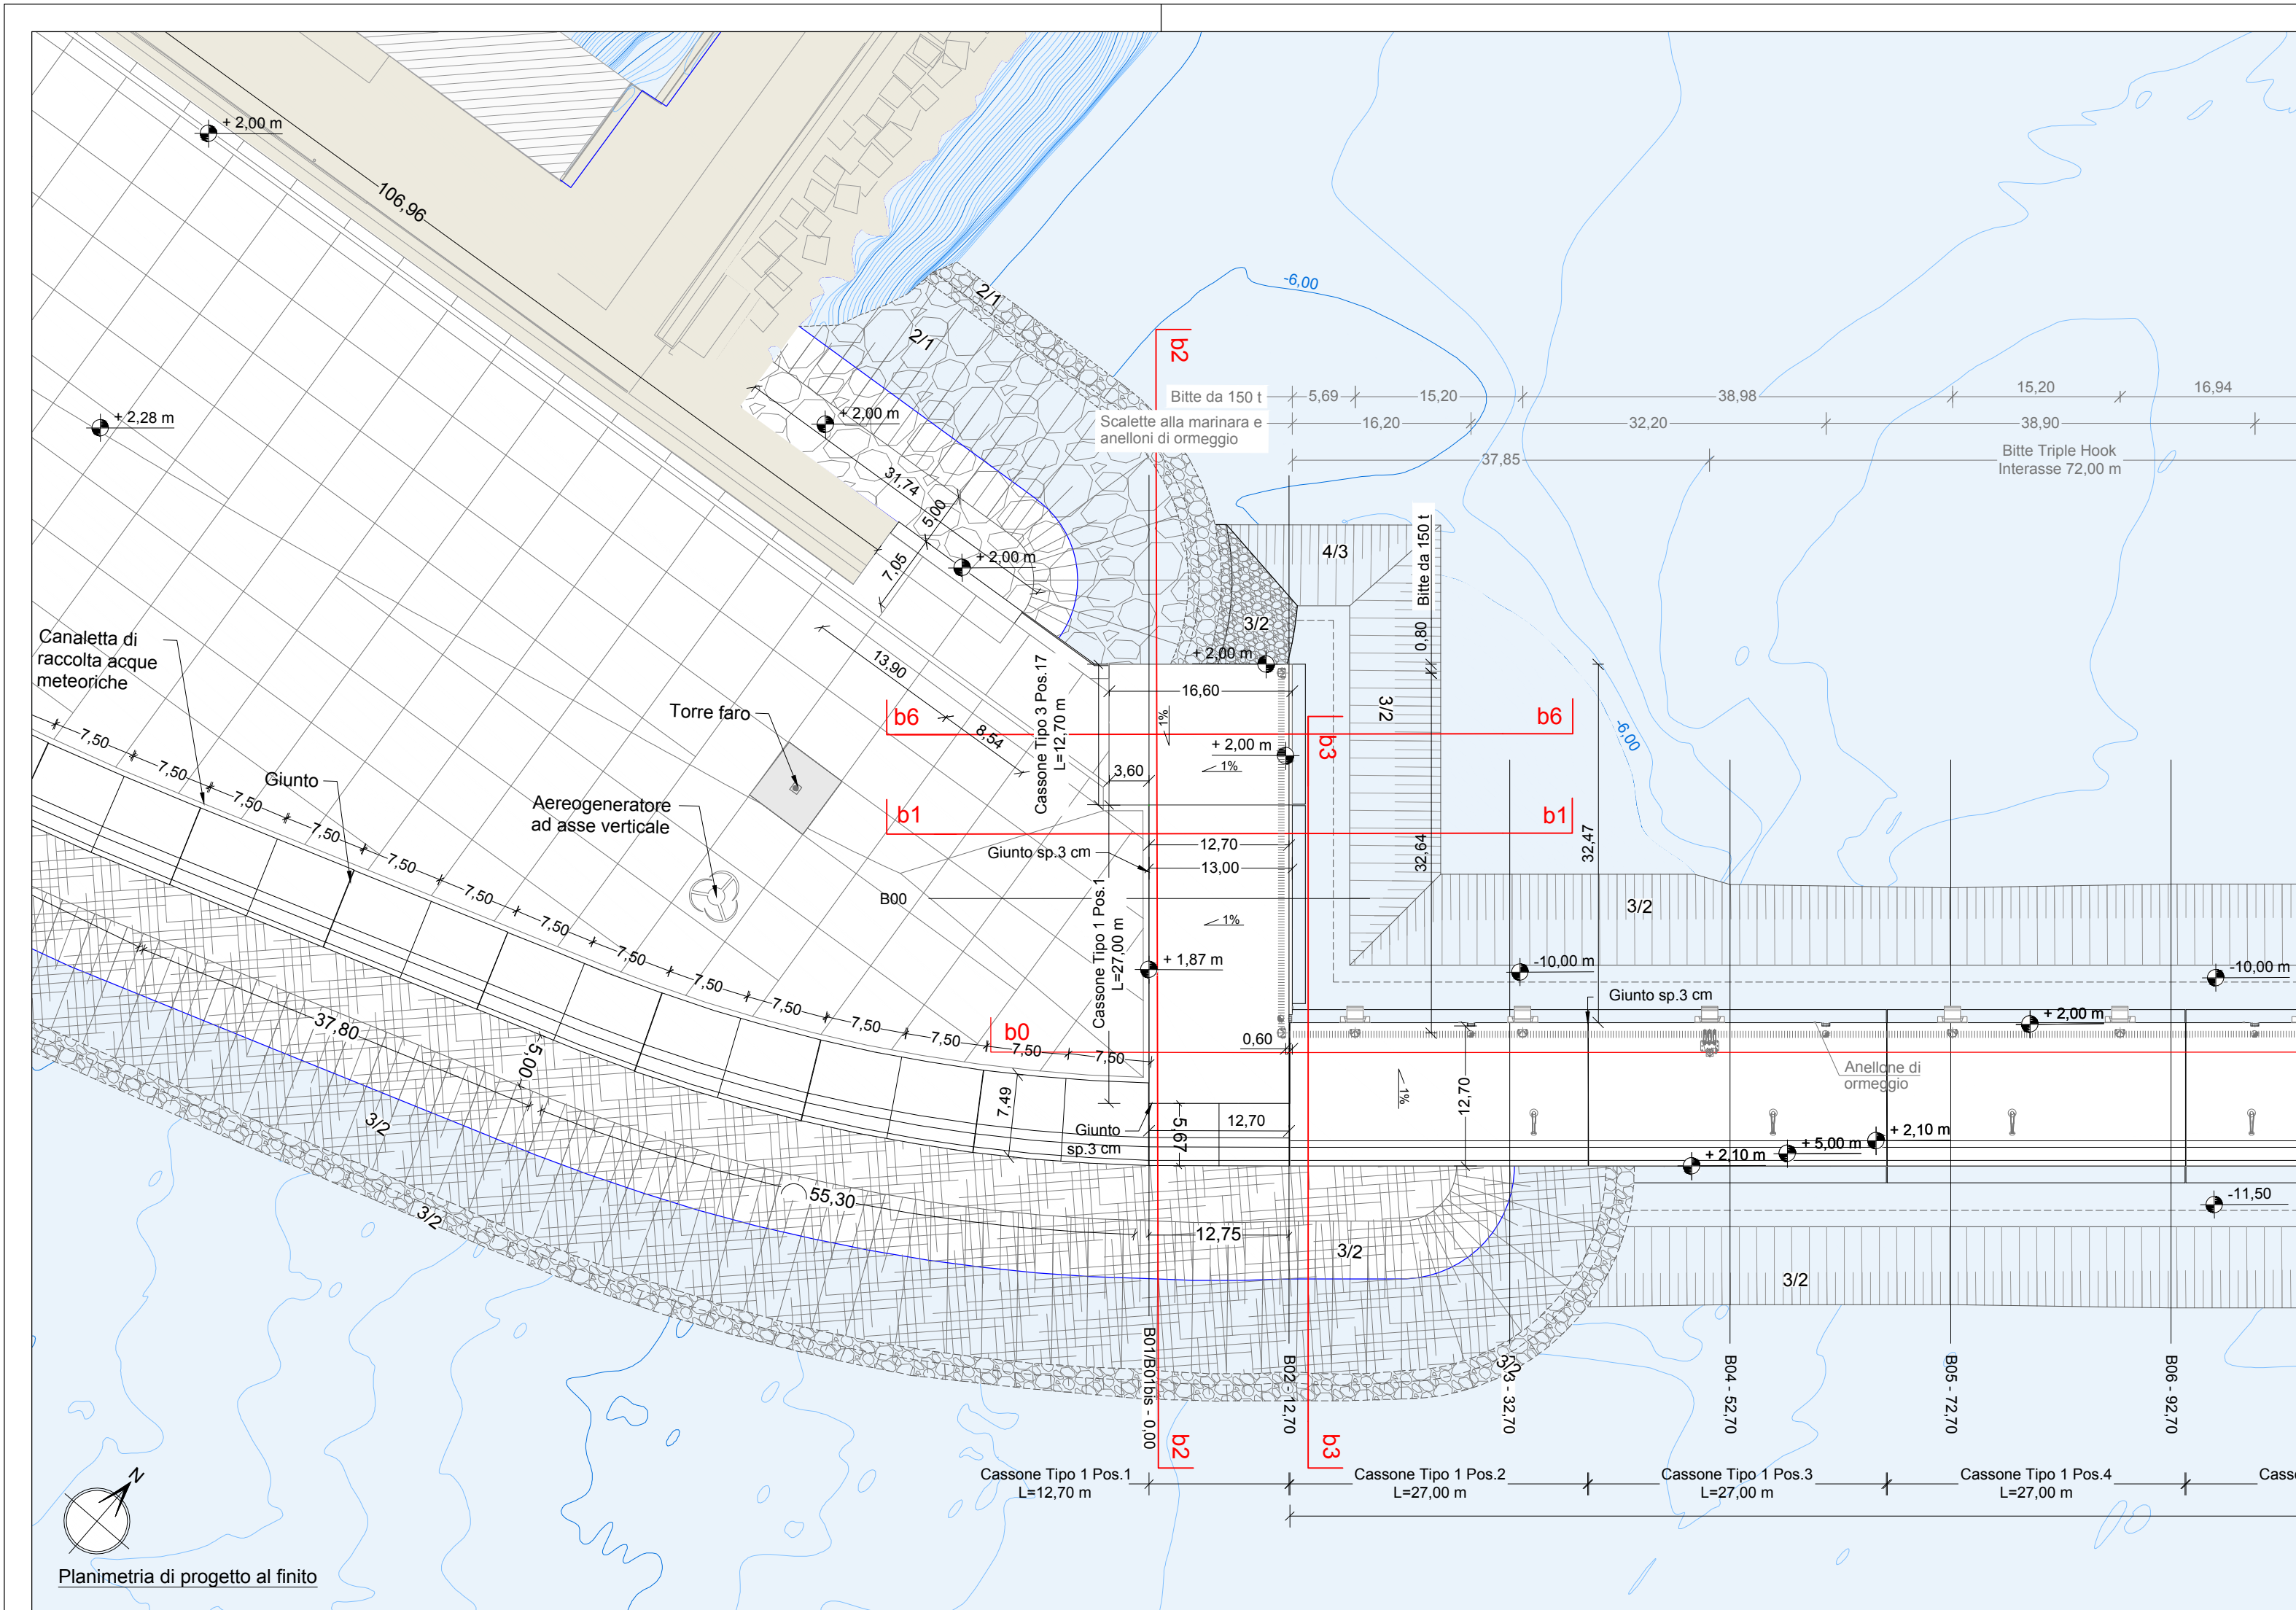 + 2,00 m
106,96
+ 2,28 m
2/1
2/1
+ 2,00 m
31,74
5,00
7,05
+ 2,00 m
-6,00
b2
Bitte da 150 t
5,69
15,20
38,98
15,20
16,94
Scalette alla marinara e
anelloni di ormeggio
16,20
32,20
38,90
37,85
Bitte Triple Hook
Interasse 72,00 m
4/3
Bitte da 150 t
0,80
3/2
+ 2,00 m
3/2
-6,00
Canaletta di
raccolta acque
meteoriche
13,90
8,54
Torre faro
Cassone Tipo 3 Pos.17
L=12,70 m
16,60
1%
b6
b6
+ 2,00 m
1%
b3
3,60
7,50
7,50
7,50
7,50
7,50
7,50
7,50
7,50
7,50
7,50
7,50
7,50
7,50
7,50
Giunto
Aereogeneratore
ad asse verticale
b1
b1
12,70
Giunto sp.3 cm
13,00
32,64
32,47
B00
Cassone Tipo 1 Pos.1
L=27,00 m
1%
3/2
+ 1,87 m
-10,00 m
-10,00 m
Giunto sp.3 cm
+ 2,00 m
b0
0,60
37,80
5,00
7,49
Giunto
sp.3 cm
5,67
12,70
1%
12,70
Anellone di
ormeggio
+ 2,10 m
+ 5,00 m
+ 2,10 m
3/2
3/2
55,30
12,75
3/2
-11,50
3/2
3/2
B01/B01bis - 0,00
B02 - 12,70
- 32,70
B04 - 52,70
B05 - 72,70
B06 - 92,70
b2
b3
Cassone Tipo 1 Pos.1
L=12,70 m
Cassone Tipo 1 Pos.2
L=27,00 m
Cassone Tipo 1 Pos.3
L=27,00 m
Cassone Tipo 1 Pos.4
L=27,00 m
N
Planimetria di progetto al finito